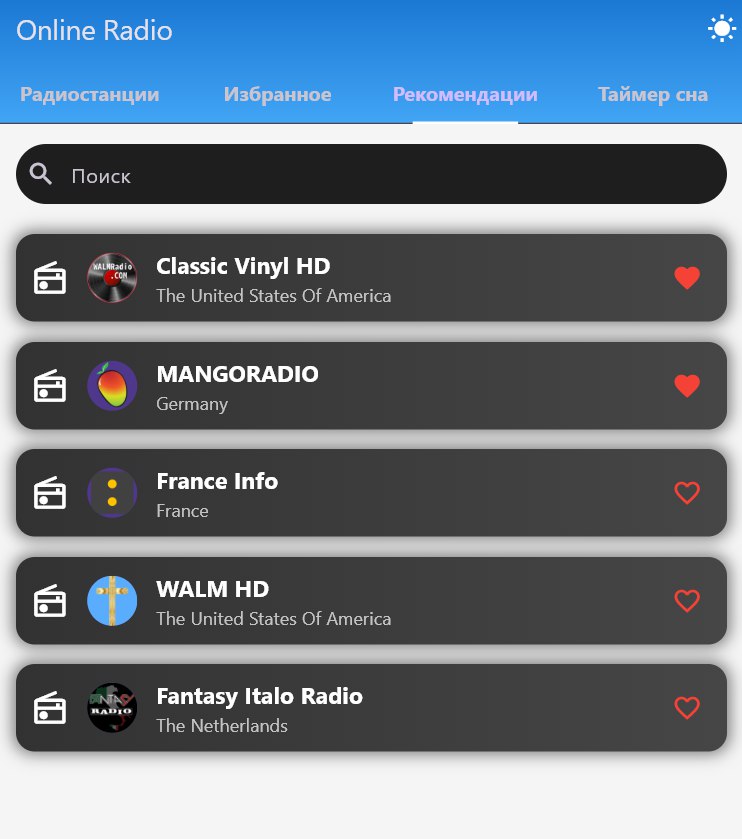 Online Radio
Радиостанции Избранное Рекомендации Таймер сна
Поиск
WALMRadio
.COM
Classic Vinyl HD
The United States Of America
MANGORADIO
Germany
France Info
France
WALM HD
The United States Of America
FANTASY
RADIO
Fantasy Italo Radio
The Netherlands